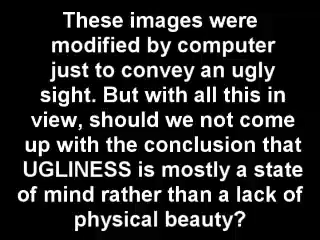 These images were
modified by computer
just to convey an ugly
sight. But with all this in
view, should we not come
up with the conclusion that
UGLINESS is mostly a state
of mind rather than a lack of
physical beauty?